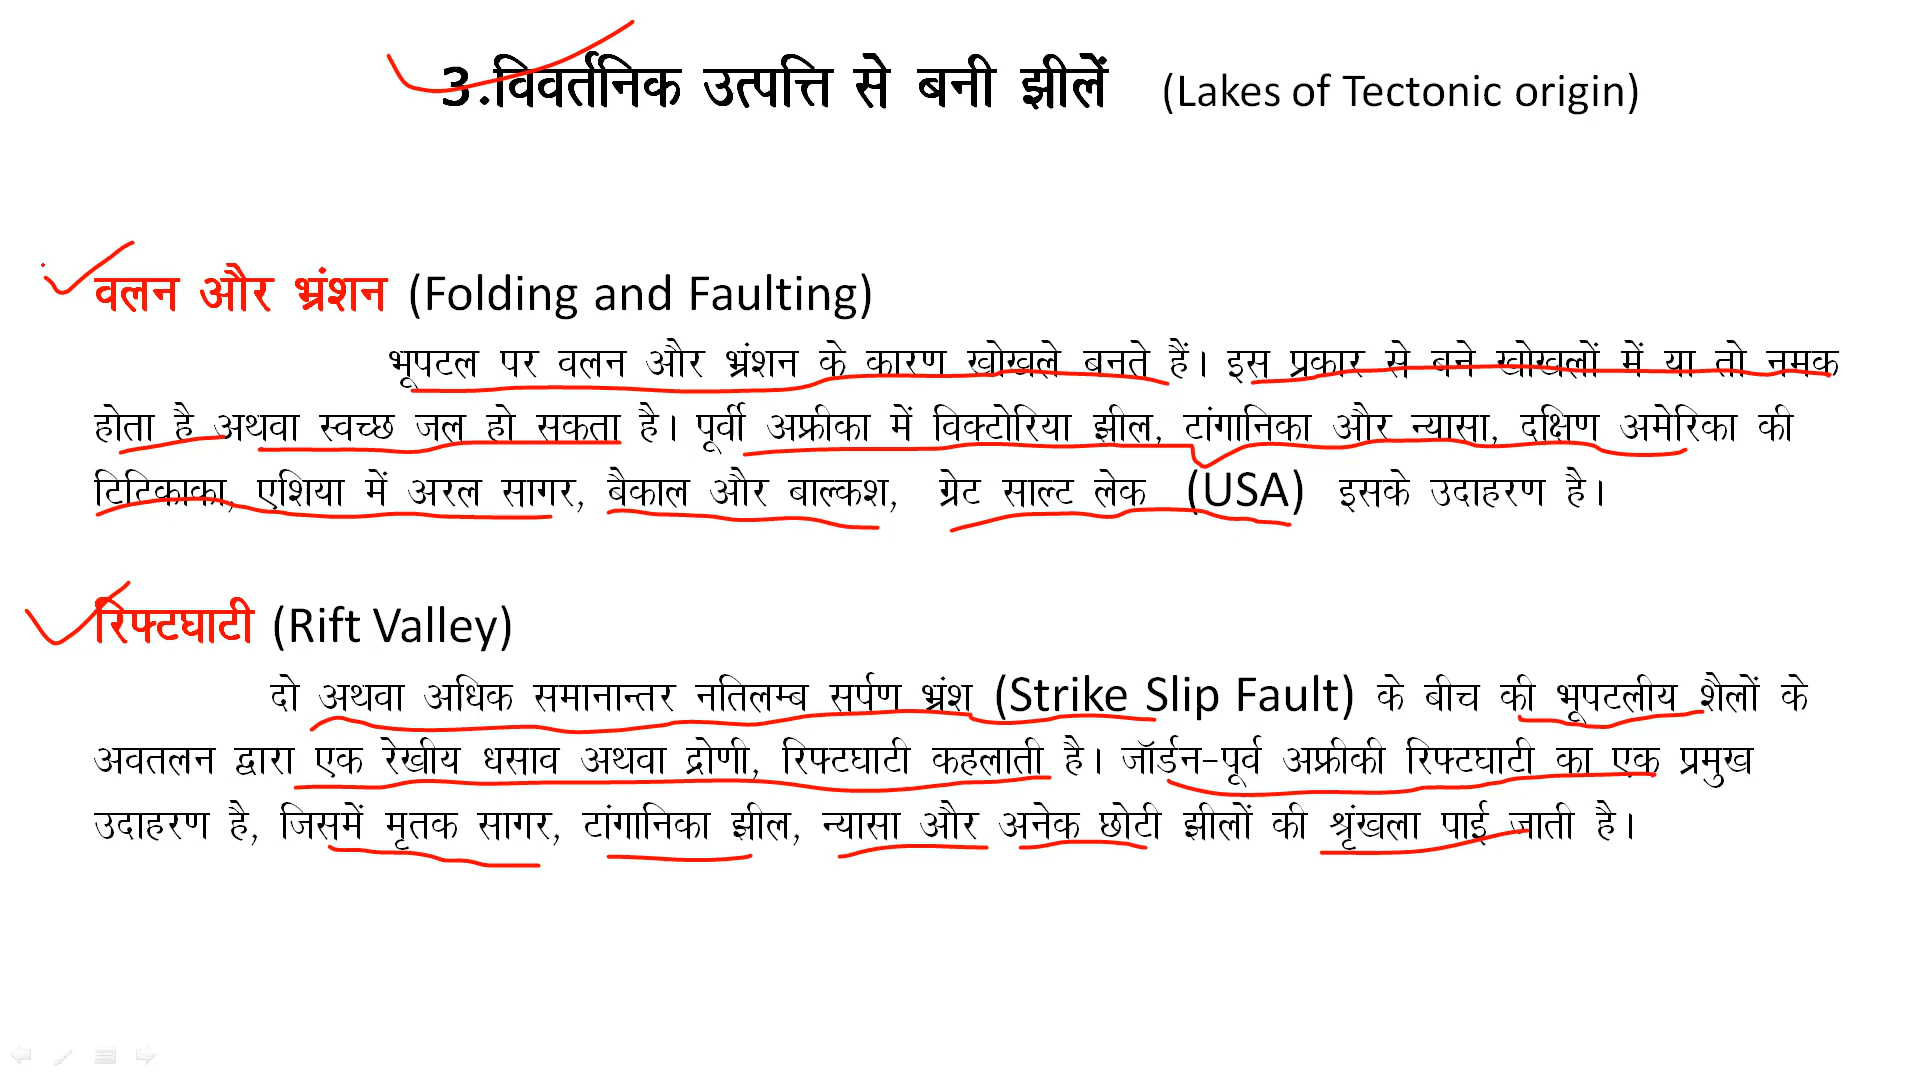 3.विवर्तनिक उत्पत्ति से बनी झीलें (Lakes of Tectonic origin)
वलन और भ्रंशन (Folding and Faulting)
भूपटल पर वलन और भ्रंशन के कारण खोखले बनते हैं। इस प्रकार से बने खोखलों में या तो नमक
होता है अथवा स्वच्छ जल हो सकता है। पूर्वी अफ्रीका में विक्टोरिया झील, टांगानिका और न्यासा, दक्षिण अमेरिका की
टिटिकाका, एशिया में अरल सागर, बैकाल और बाल्कश, ग्रेट साल्ट लेक (USA) इसके उदाहरण है।
रिफ्टघाटी (Rift Valley)
दो अथवा अधिक समानान्तर नतिलम्ब सर्पण भ्रंश (Strike Slip Fault) के बीच की भूपटलीय शैलों के
अवतलन द्वारा एक रेखीय धसाव अथवा द्रोणी, रिफ्टघाटी कहलाती है। जॉर्डन-पूर्व अफ्रीकी रिफ्टघाटी का एक प्रमुख
उदाहरण है, जिसमें मृतक सागर, टांगानिका झील, न्यासा और अनेक छोटी झीलों की श्रृंखला पाई जाती है।